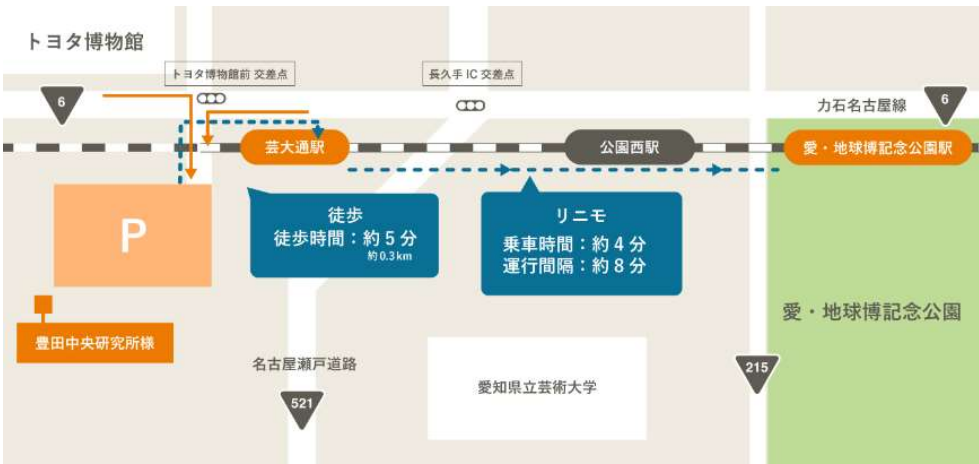 トヨタ博物館
トヨタ博物館前 交差点
長久手 IC 交差点
6
力石名古屋線
6
芸大通駅
公園西駅
愛・地球博記念公園駅
P
徒歩
徒歩時間：約 5 分
約 0.3 km
リニモ
乗車時間：約 4 分
運行間隔：約 8 分
愛・地球博記念公園
豊田中央研究所様
名古屋瀬戸道路
521
愛知県立芸術大学
215